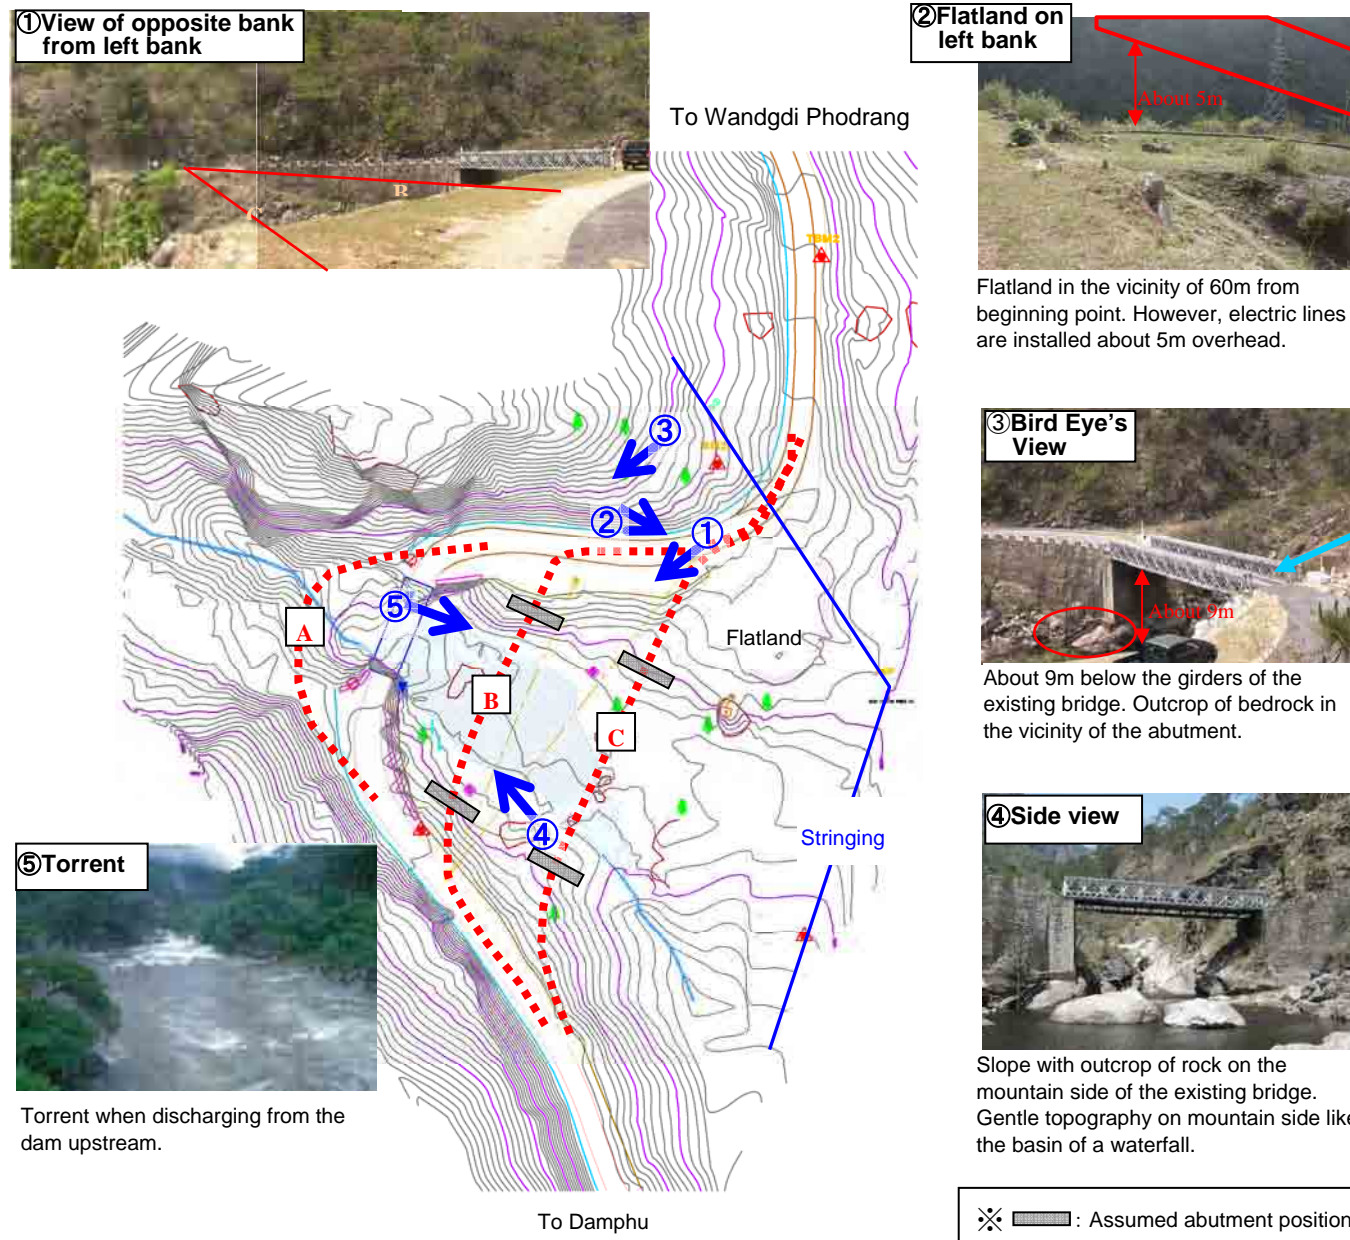 ①View of opposite bank
from left bank
B
C
②Flatland on
left bank
About 5m
Flatland in the vicinity of 60m from
beginning point. However, electric lines
are installed about 5m overhead.
To Wandgdi Phodrang
TBM2
③
②
①
⑤
A
B
C
Flatland
④
Stringing
③Bird Eye's
View
About 9m
About 9m below the girders of the
existing bridge. Outcrop of bedrock in
the vicinity of the abutment.
④Side view
Slope with outcrop of rock on the
mountain side of the existing bridge.
Gentle topography on mountain side like
the basin of a waterfall.
⑤Torrent
Torrent when discharging from the
dam upstream.
To Damphu
※ : Assumed abutment position